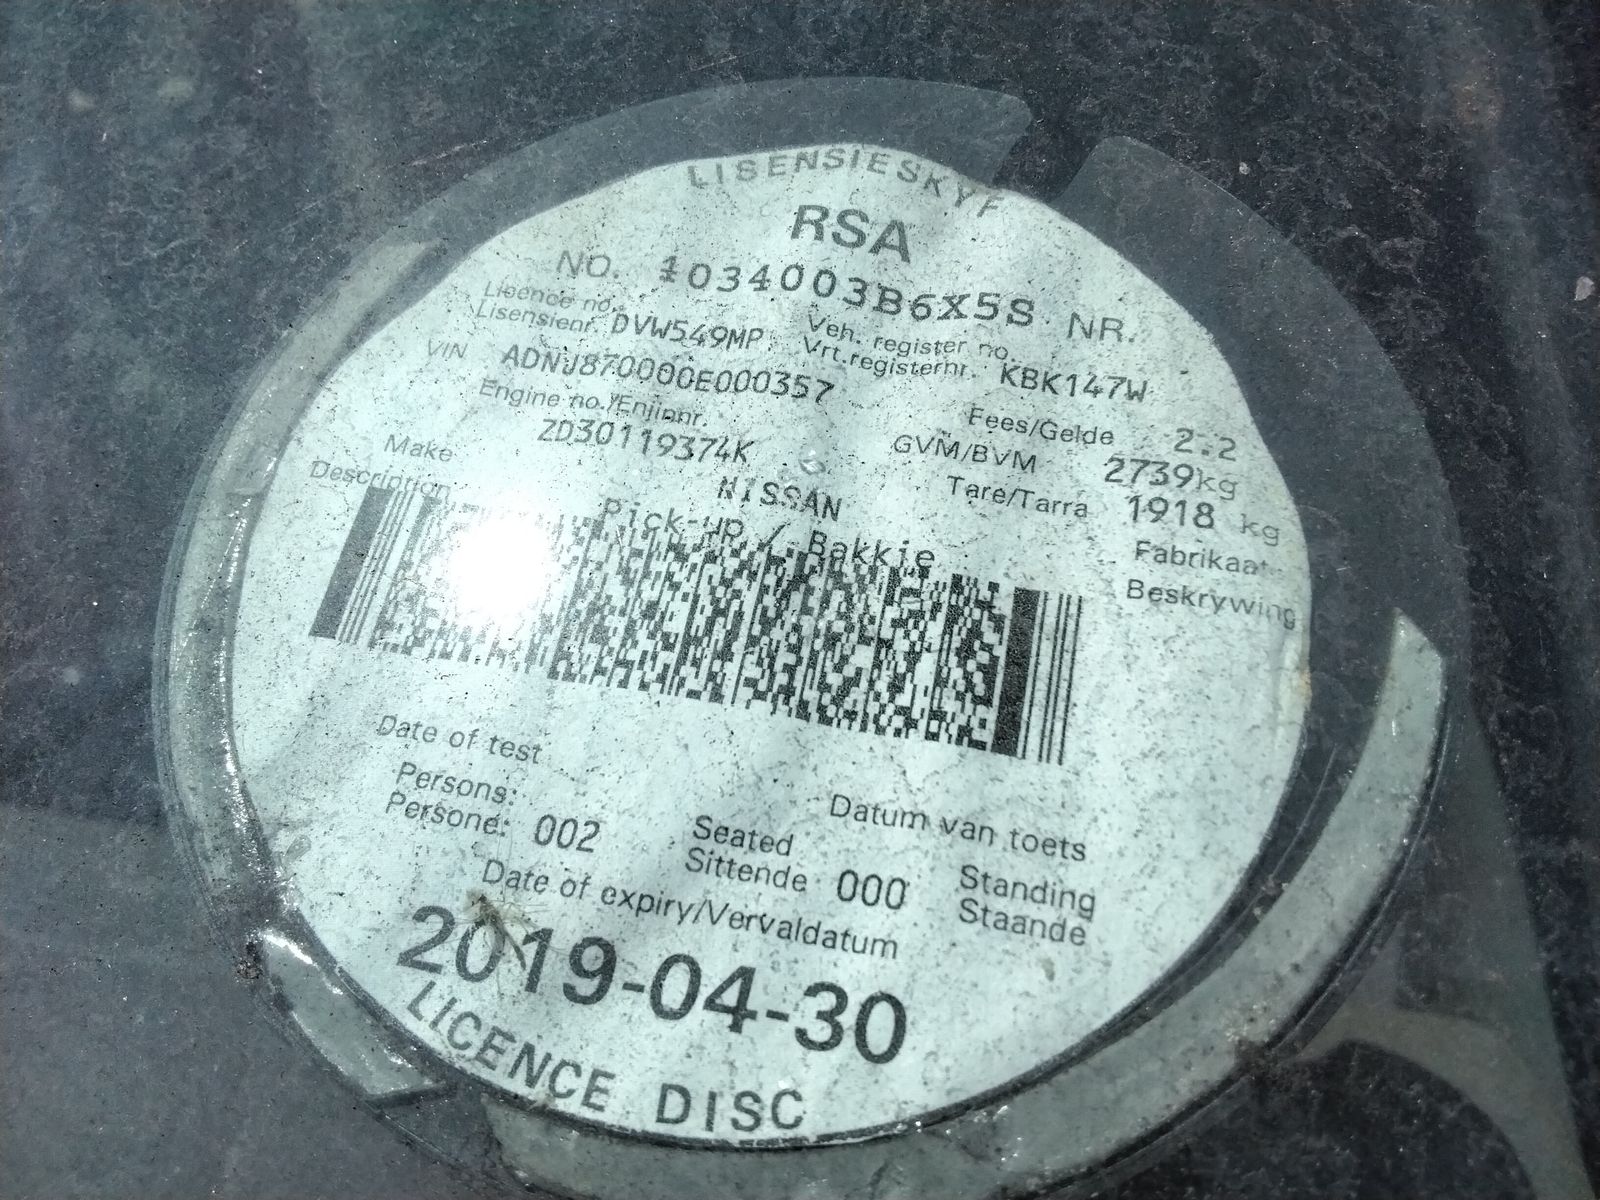 LISENSIESKYF
RSA
NO. 1034003B6X5S NR.
Licence no. Veh. register no.
Lisensienr. DVW549MP Vrt.registernr. KBK147W
VIN ADNJ870000E000357 Fees/Gelde 2.2
Engine no./Enjinnr. GVM/BVM 2739kg
ZD30119374K Tare/Tarra 1918 kg
Make NISSAN Fabrikaat
Description Pick-up / Bakkie Beskrywing
Date of test Datum van toets
Persons: Seated Standing
Persone: 002 Sittende 000 Staande
Date of expiry/Vervaldatum
2019-04-30
LICENCE DISC